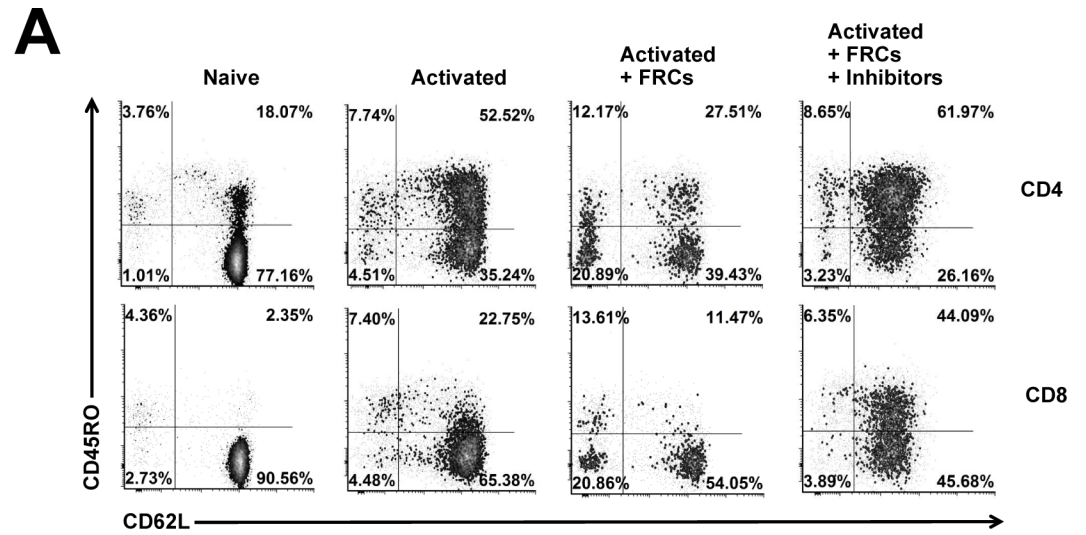 A
Naive
Activated
Activated
+ FRCs
Activated
+ FRCs
+ Inhibitors
3.76% 18.07%
1.01% 77.16%
7.74% 52.52%
4.51% 35.24%
12.17% 27.51%
20.89% 39.43%
8.65% 61.97%
3.23% 26.16%
CD4
4.36% 2.35%
2.73% 90.56%
7.40% 22.75%
4.48% 65.38%
13.61% 11.47%
20.86% 54.05%
6.35% 44.09%
3.89% 45.68%
CD8
CD45RO
CD62L